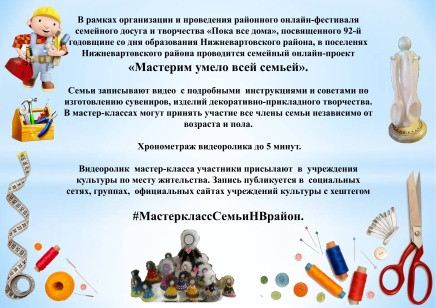 В рамках организации и проведения районного онлайн-фестиваля
семейного досуга и творчества «Пока все дома», посвященного 92-й
годовщине со дня образования Нижневартовского района, в поселениях
Нижневартовского района проводится семейный онлайн-проект
«Мастерим умело всей семьей».
Семьи записывают видео с подробными инструкциями и советами по
изготовлению сувениров, изделий декоративно-прикладного творчества.
В мастер-классах могут принять участие все члены семьи независимо от
возраста и пола.
Хронометраж видеоролика до 5 минут.
Видеоролик мастер-класса участники присылают в учреждения
культуры по месту жительства. Запись публикуется в социальных
сетях, группах, официальных сайтах учреждений культуры с хештегом
#МастерклассСемьиНВрайон.